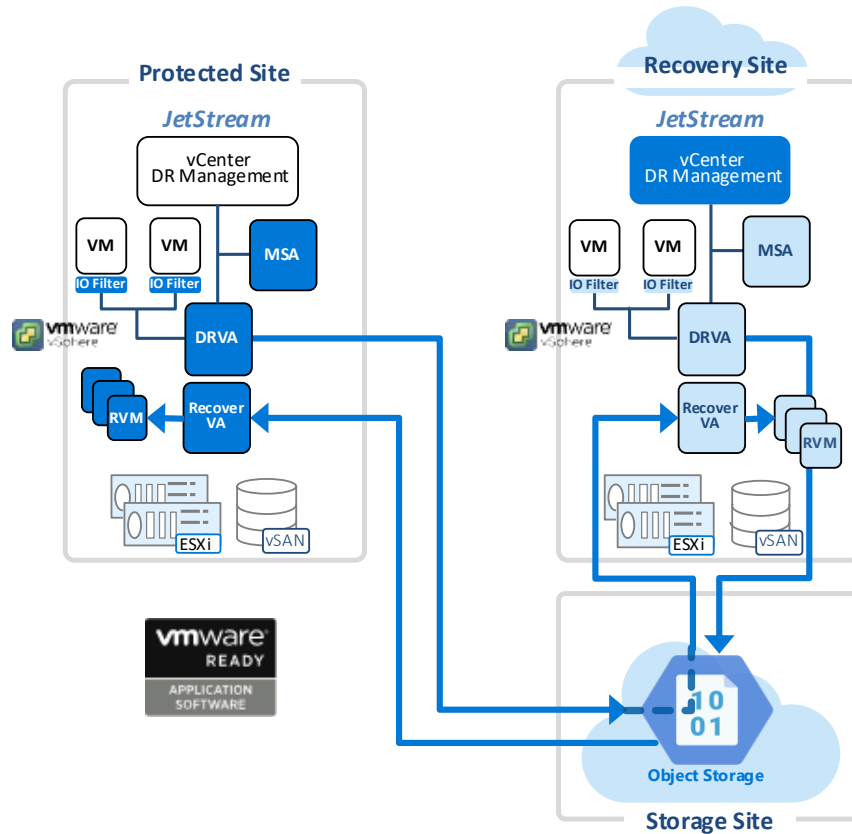 Protected Site
JetStream
vCenter
DR Management
VM
VM
MSA
IO Filter
IO Filter
vmware
vSphere
DRVA
RVM
Recover
VA
ESXi
vSAN
vmware
READY
APPLICATION
SOFTWARE
Recovery Site
JetStream
vCenter
DR Management
VM
VM
MSA
IO Filter
IO Filter
vmware
vSphere
DRVA
Recover
VA
RVM
ESXi
vSAN
10
01
Object Storage
Storage Site